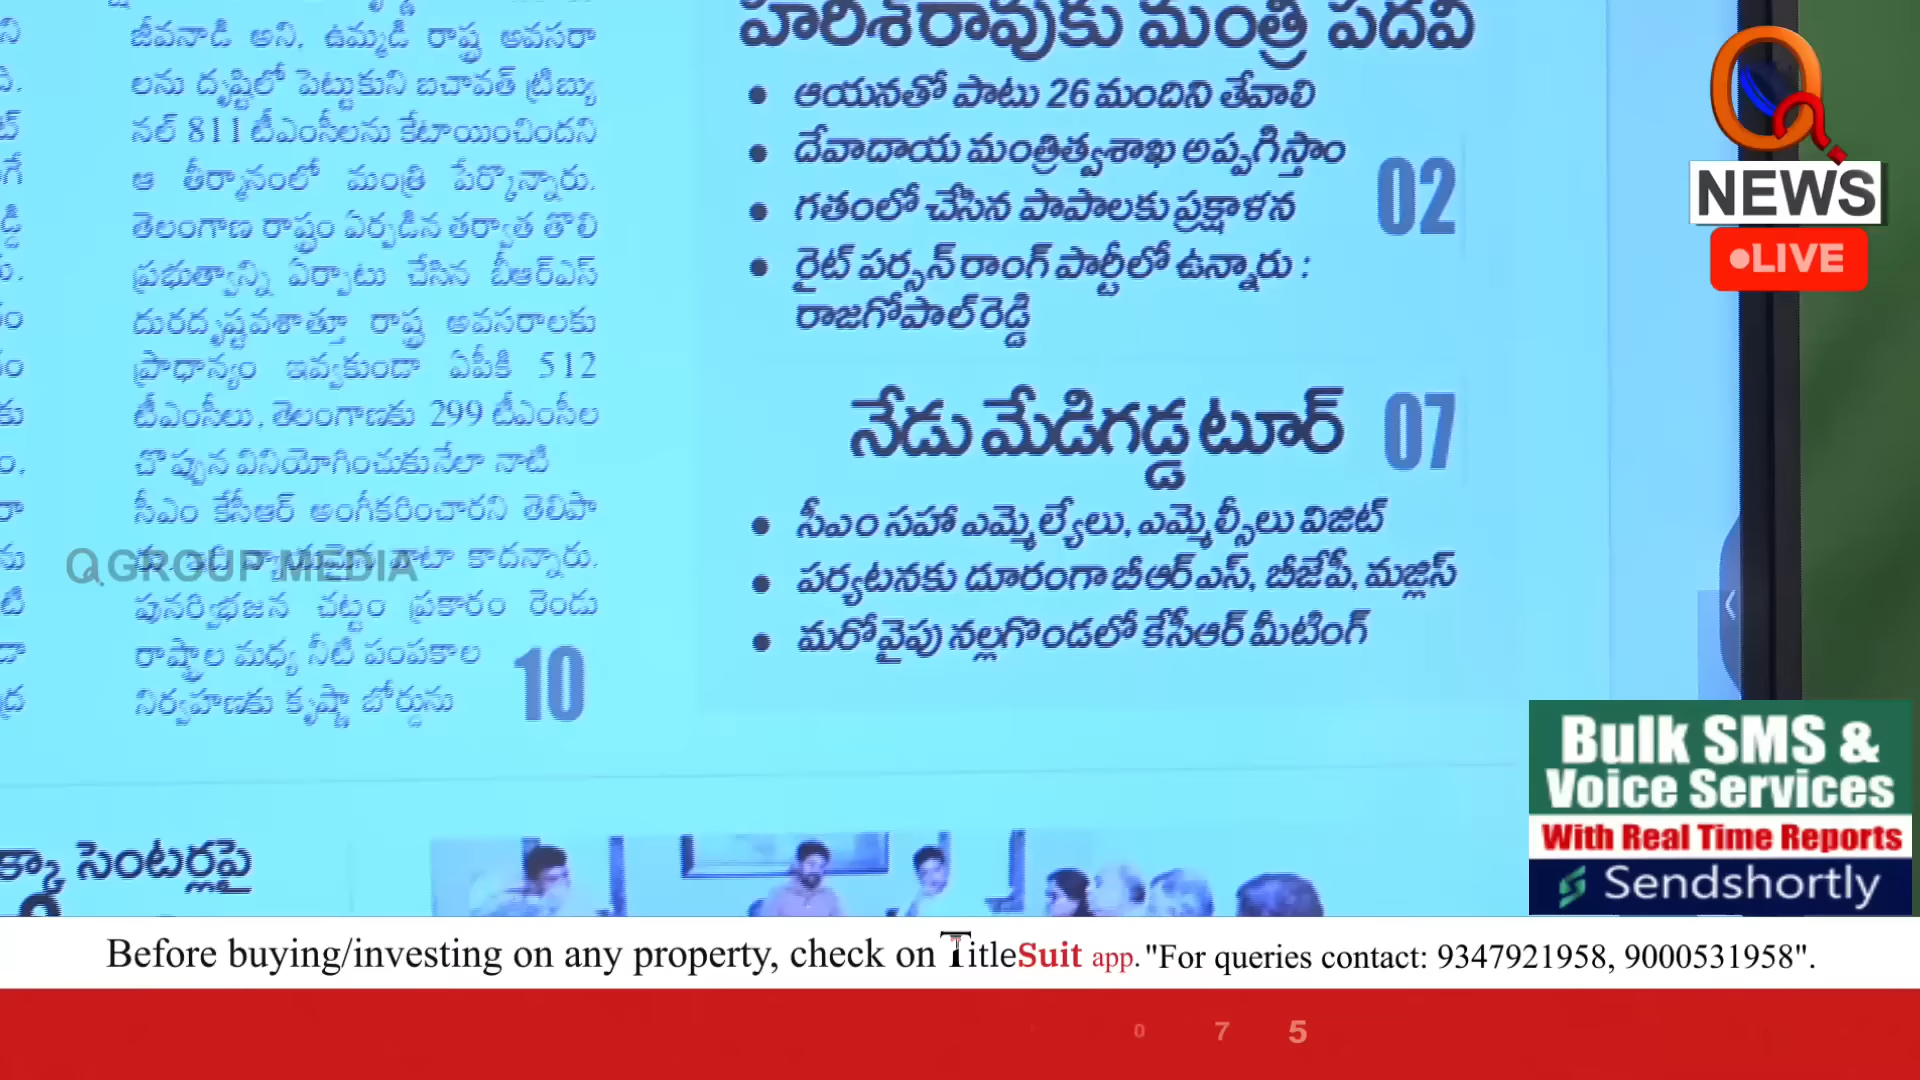 జీవనాడి అని, ఉమ్మడి రాష్ట్ర అవసరా
లను దృష్టిలో పెట్టుకుని బచావత్ ట్రిబ్యు
నల్ 811 టీఎంసీలను కేటాయించిందని
ఆ తీర్మానంలో మంత్రి పేర్కొన్నారు.
తెలంగాణ రాష్ట్రం ఏర్పడిన తర్వాత తొలి
ప్రభుత్వాన్ని ఏర్పాటు చేసిన బీఆర్ఎస్
దురదృష్టవశాత్తూ రాష్ట్ర అవసరాలకు
ప్రాధాన్యం ఇవ్వకుండా ఏపీకి 512
టీఎంసీలు, తెలంగాణకు 299 టీఎంసీల
చొప్పున వినియోగించుకునేలా నాటి
సీఎం కేసీఆర్ అంగీకరించారని తెలిపా
వాటా కాదన్నారు.
పునర్విభజన చట్టం ప్రకారం రెండు
రాష్ట్రాల మధ్య నీటి పంపకాల
నిర్వహణకు కృష్ణా బోర్డును
10
హరీశ్‌రావుకు మంత్రి పదవి
• ఆయనతో పాటు 26 మందిని తేవాలి
• దేవాదాయ మంత్రిత్వశాఖ అప్పగిస్తాం
• గతంలో చేసిన పాపాలకు ప్రక్షాళన
• రైట్ పర్సన్ రాంగ్ పార్టీలో ఉన్నారు :
రాజగోపాల్ రెడ్డి
02
నేడు మేడిగడ్డ టూర్ 07
• సీఎం సహా ఎమ్మెల్యేలు, ఎమ్మెల్సీలు విజిట్
• పర్యటనకు దూరంగా బీఆర్ఎస్, బీజేపీ, మజ్లిస్
• మరోవైపు నల్లగొండలో కేసీఆర్ మీటింగ్
సెంటర్లపై
Q GROUP MEDIA
Q
NEWS
LIVE
Bulk SMS &
Voice Services
With Real Time Reports
Sendshortly
Before buying/investing on any property, check on TitleSuit app. "For queries contact: 9347921958, 9000531958".
0 7 5